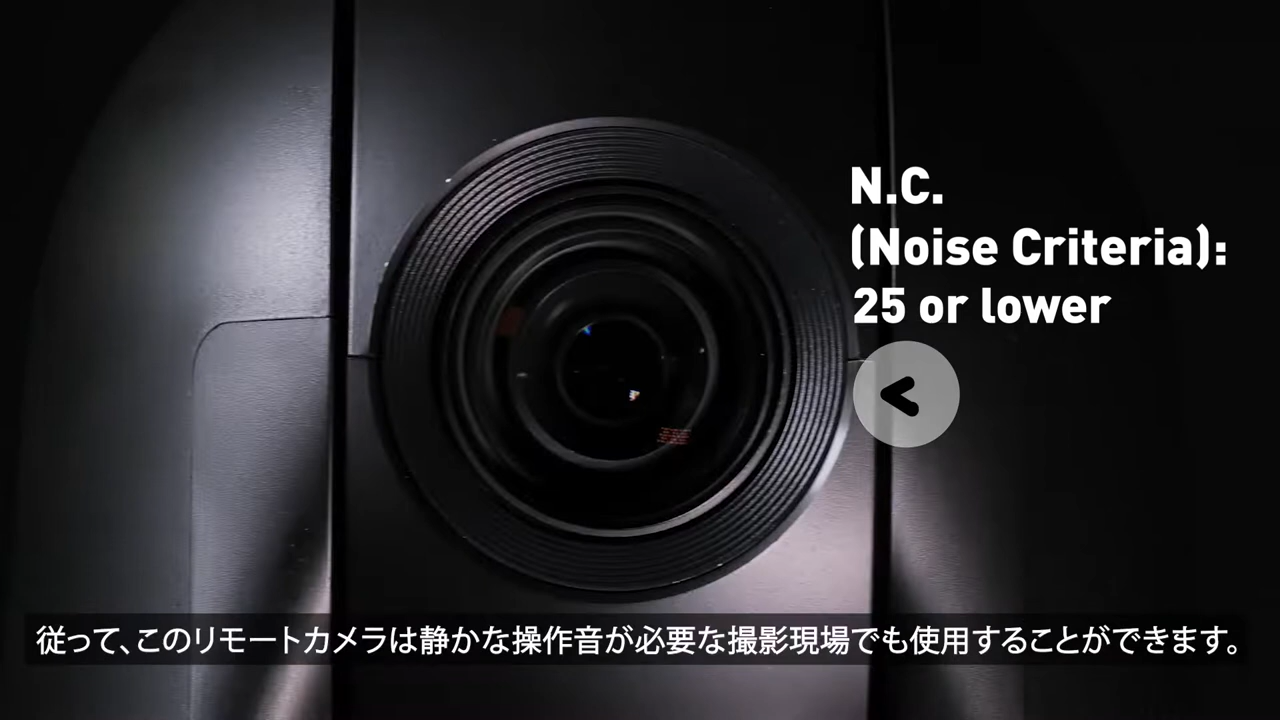 N.C.
(Noise Criteria):
25 or lower
<
従って、このリモートカメラは静かな操作音が必要な撮影現場でも使用することができます。